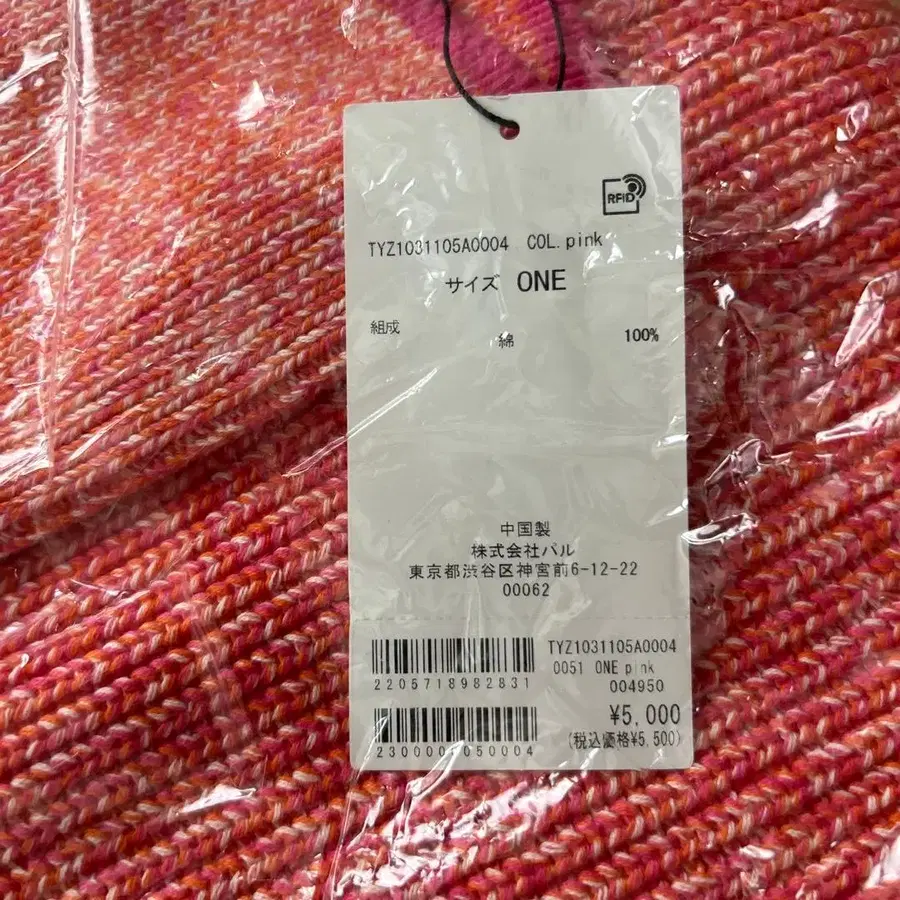 RFID
TYZ1031105A0004 COL.pink
サイズ ONE
組成 綿 100%
中国製
株式会社パル
東京都渋谷区神宮前6-12-22
00062
TYZ1031105A0004
0051 ONE pink
2205718982831
004950
¥5,000
(税込価格¥5,500)